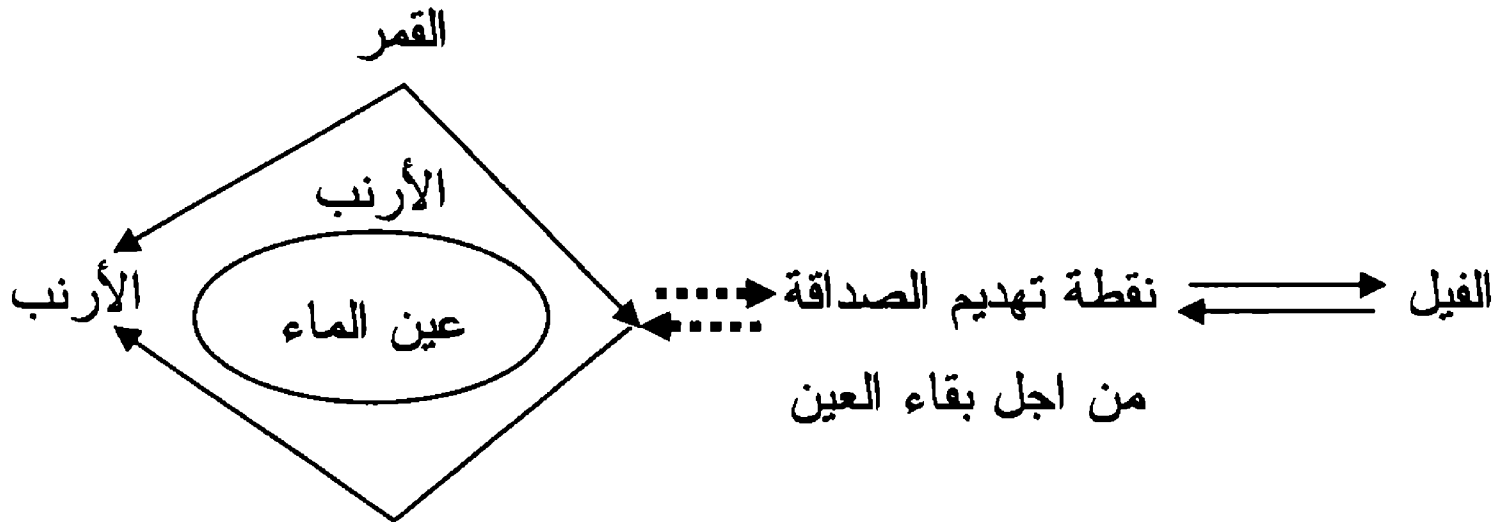 القمر
الأرنب
الفيل
نقطة تهديم الصداقة
من اجل بقاء العين
عين الماء
الأرنب